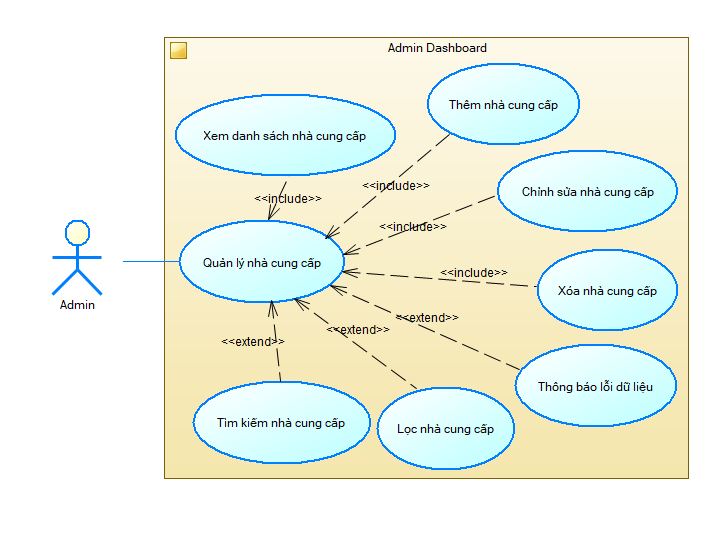 Admin Dashboard
Thêm nhà cung cấp
Xem danh sách nhà cung cấp
<<include>>
<<include>>
Chỉnh sửa nhà cung cấp
<<include>>
Quản lý nhà cung cấp
<<include>>
Xóa nhà cung cấp
Admin
<<extend>>
<<extend>>
<<extend>>
Thông báo lỗi dữ liệu
Tìm kiếm nhà cung cấp
Lọc nhà cung cấp